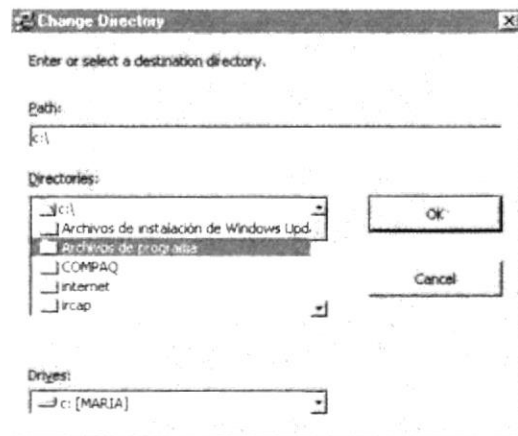 Change Directory
Enter or select a destination directory.
Path:
c:\
Directories:
c:\
Archivos de instalación de Windows Upd
Archivos de programa
COMPAQ
internet
ircap
OK
Cancel
Drives:
c: [MARIA]